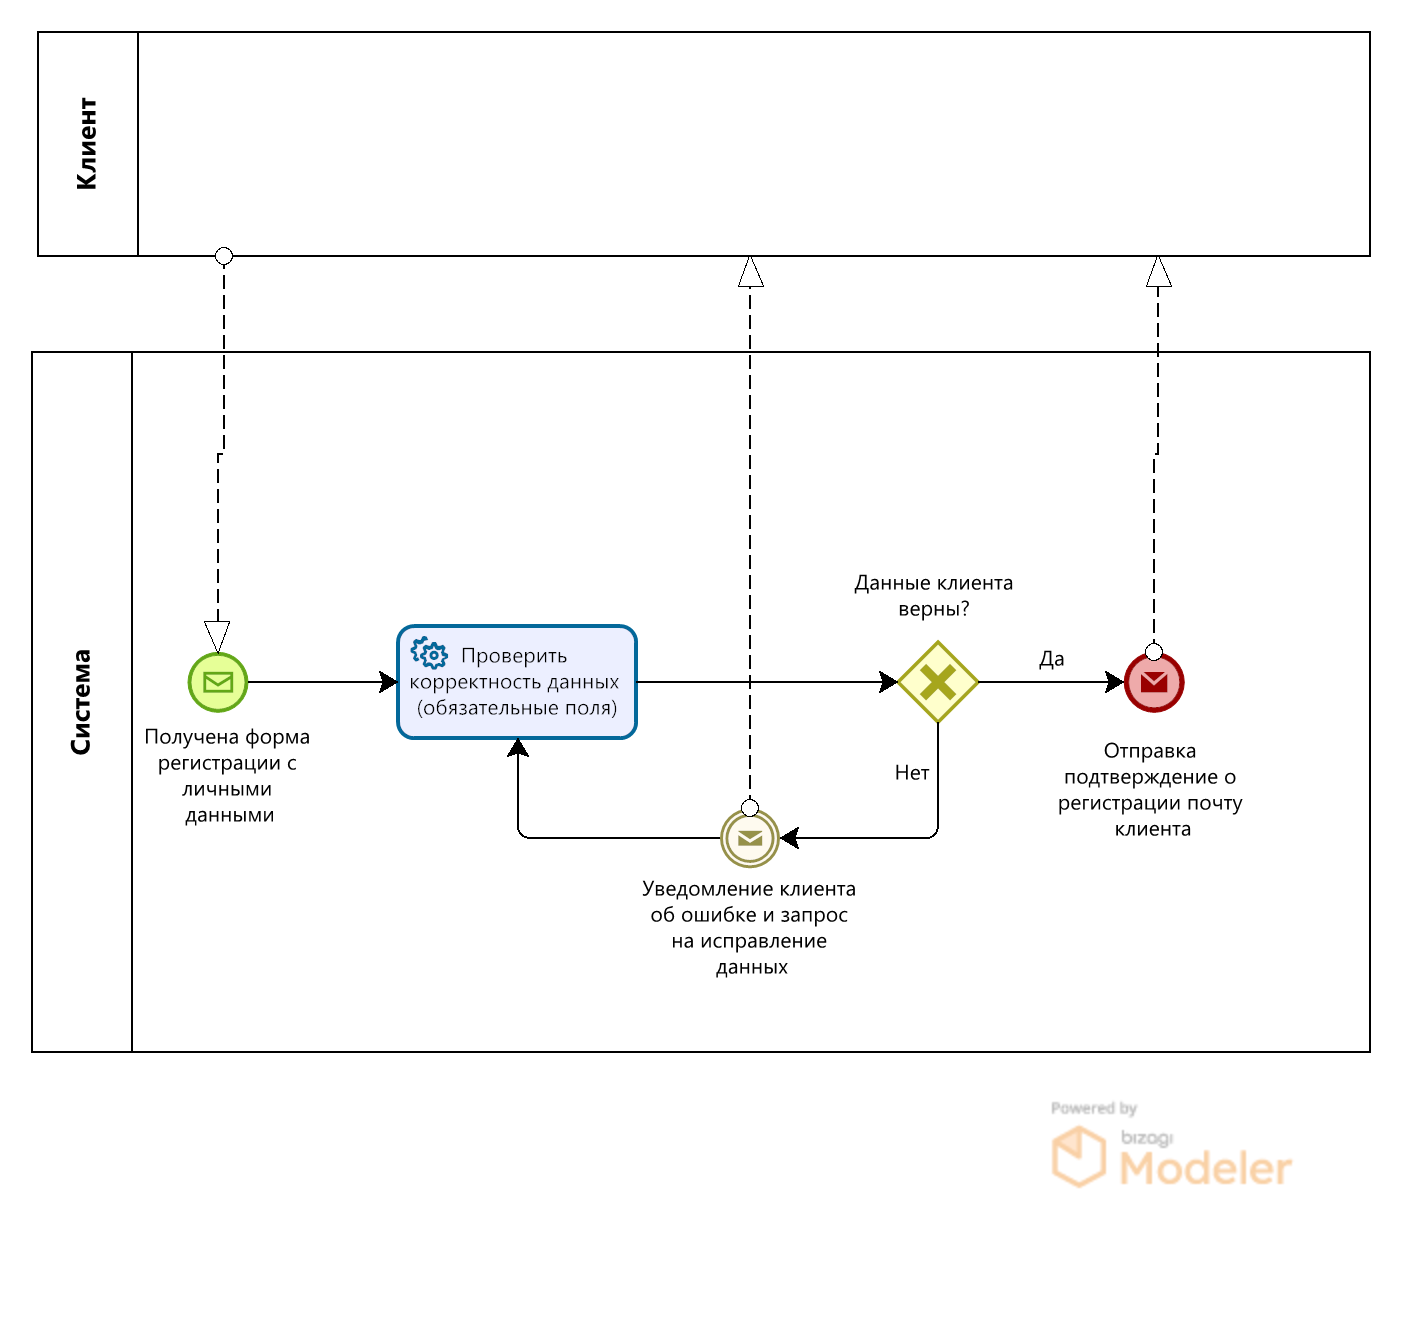 Клиент
Данные клиента
верны?
Система
Проверить
корректность данных
(обязательные поля)
Да
Получена форма
регистрации с
личными
данными
Нет
Отправка
подтверждение о
регистрации почту
клиента
Уведомление клиента
об ошибке и запрос
на исправление
данных
Powered by
bizagi
Modeler